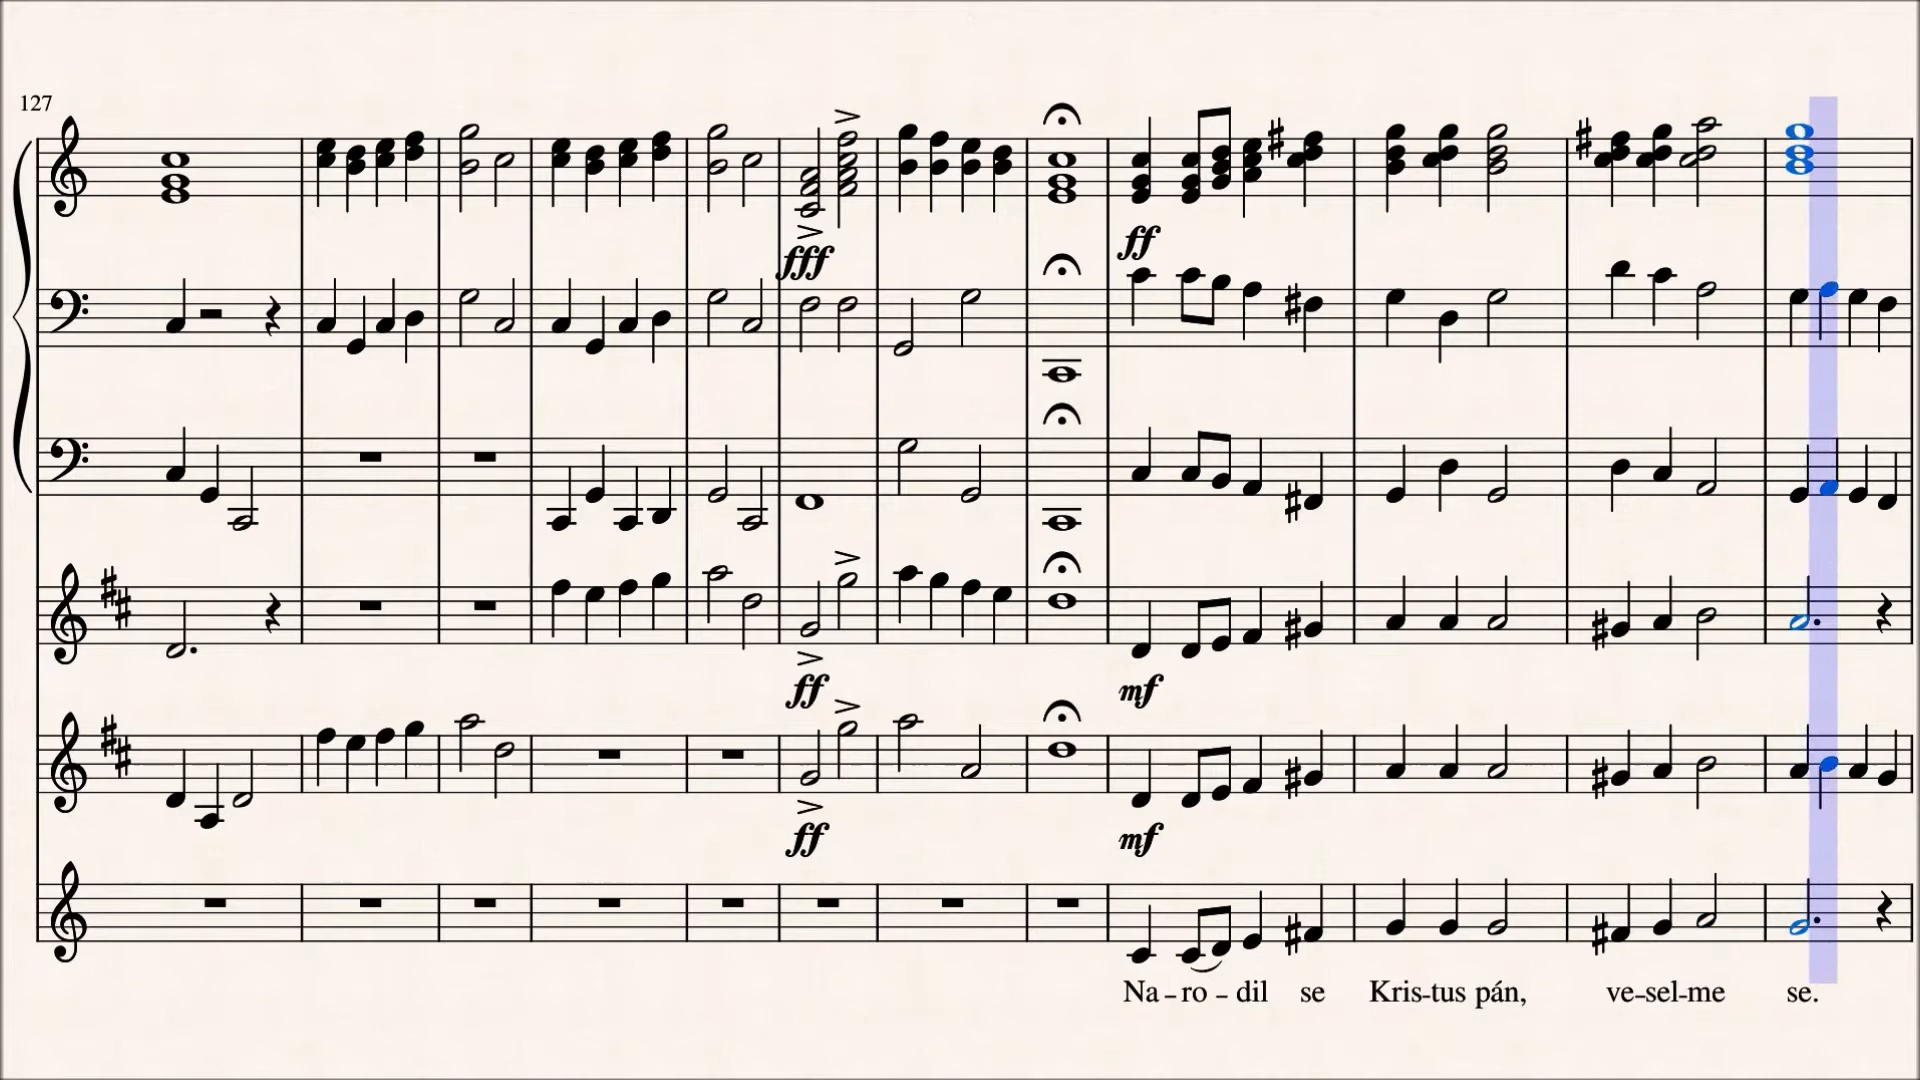 127
fff
ff
ff
mf
ff
mf
Na-ro-dil se Kris-tus pán, ve-sel-me se.